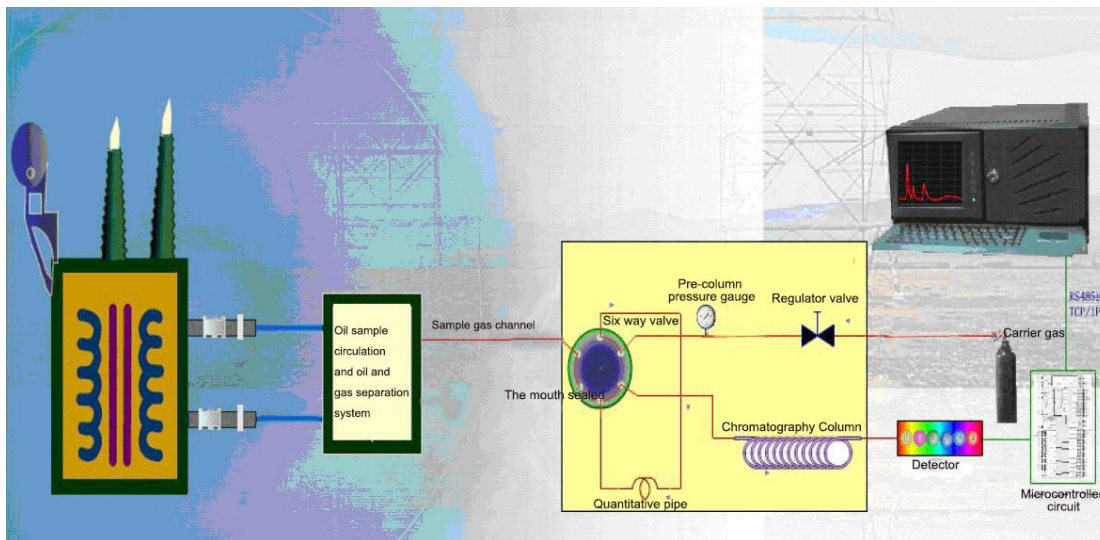 Oil sample
circulation
and oil and
gas separation
system
Sample gas channel
Six way valve
The mouth sealed
Pre-column
pressure gauge
Regulator valve
Carrier gas
Chromatography Column
Quantitative pipe
Detector
TCP/IP
Microcontroller
circuit